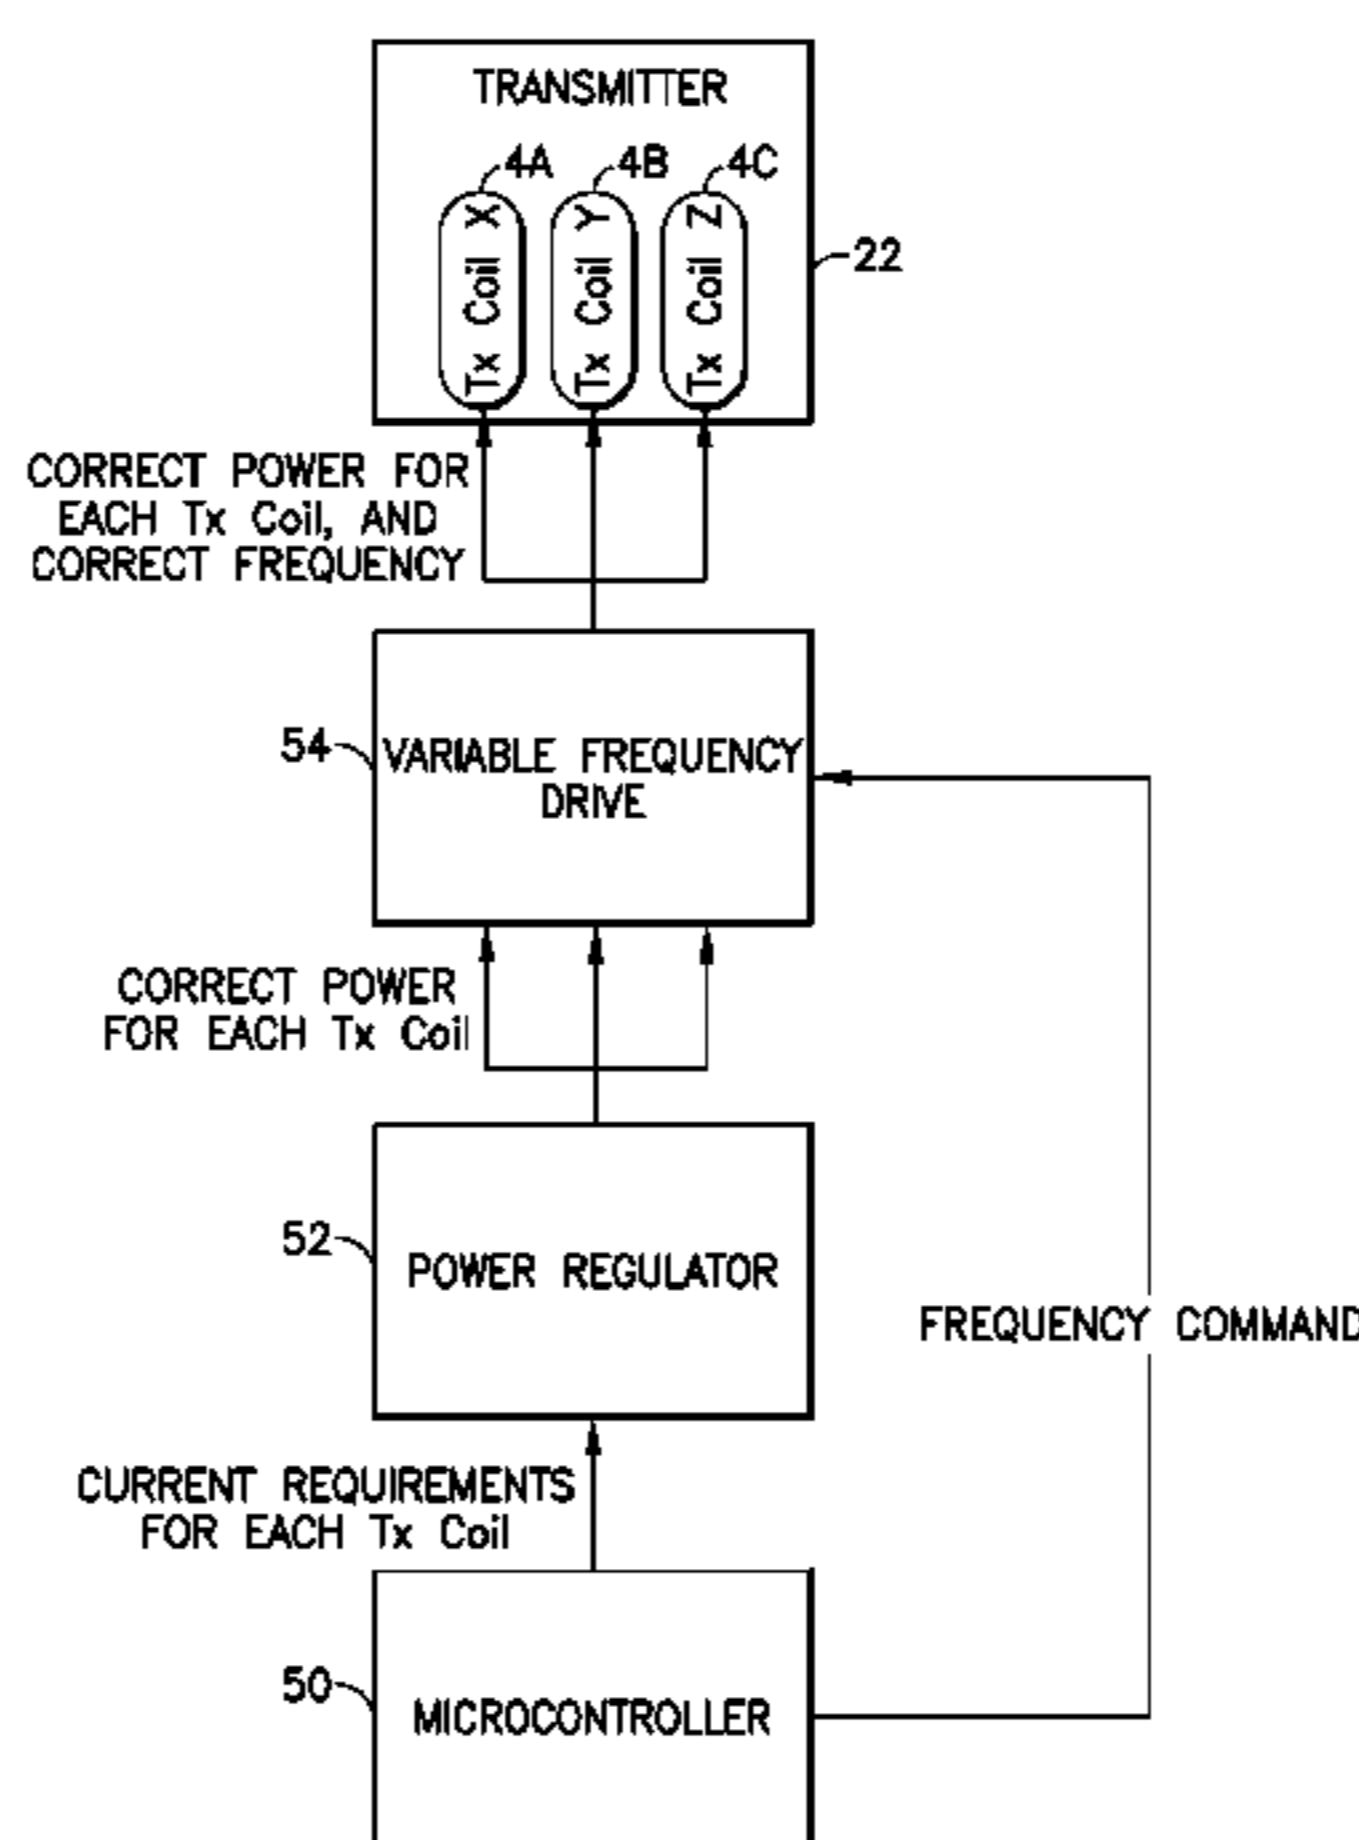 TRANSMITTER
4A
4B
4C
Tx Coil X
Tx Coil Y
Tx Coil Z
22
CORRECT POWER FOR
EACH Tx Coil, AND
CORRECT FREQUENCY
54
VARIABLE FREQUENCY
DRIVE
CORRECT POWER
FOR EACH Tx Coil
52
POWER REGULATOR
FREQUENCY COMMAND
CURRENT REQUIREMENTS
FOR EACH Tx Coil
50
MICROCONTROLLER